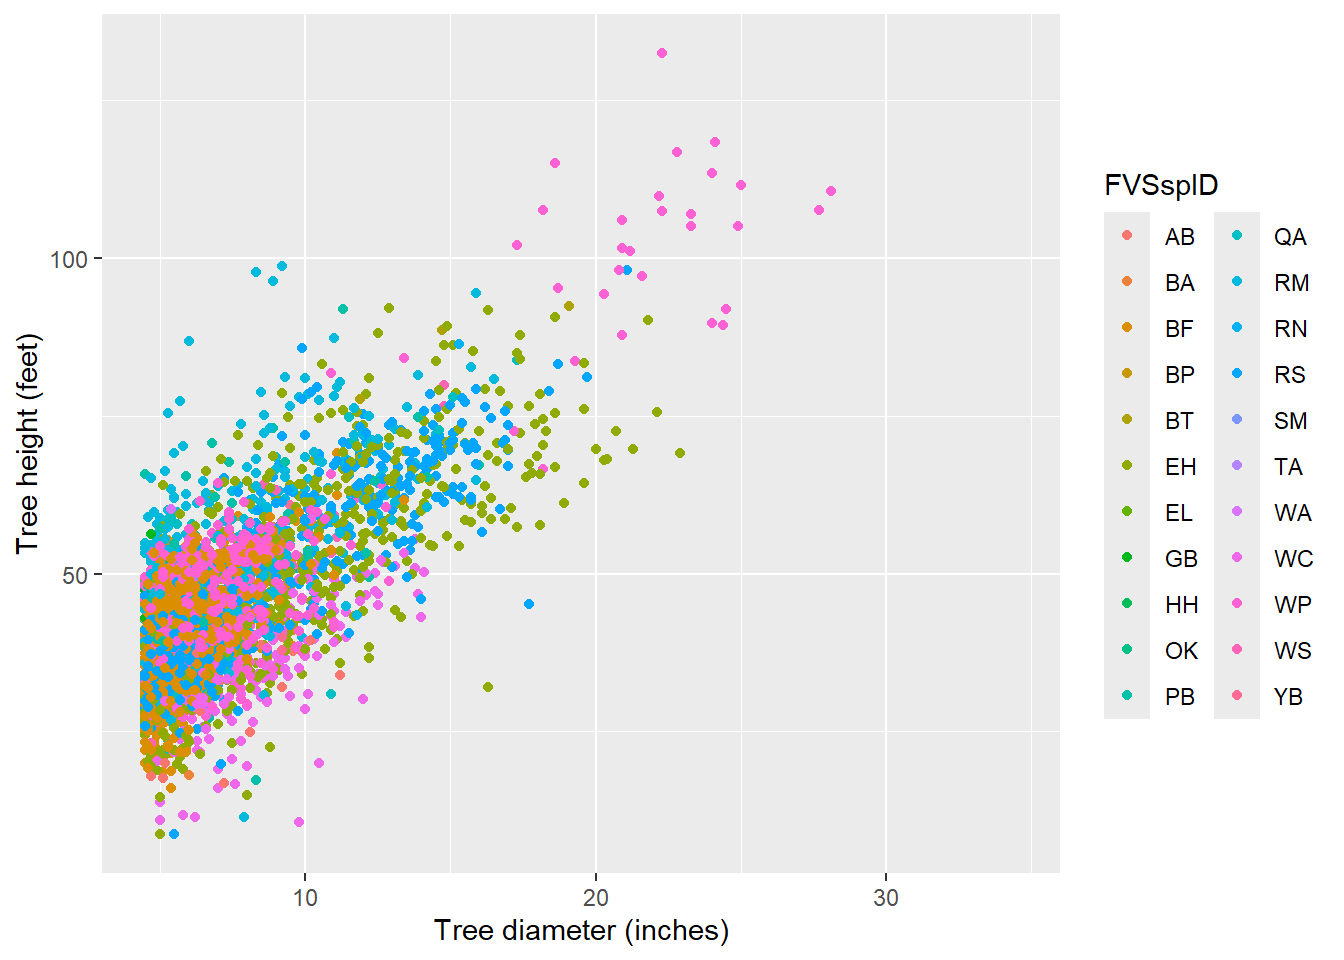 Tree height (feet)
100
50
10 20 30
Tree diameter (inches)
FVSspID
AB QA
BA RM
BF RN
BP RS
BT SM
EH TA
EL WA
GB WC
HH WP
OK WS
PB YB